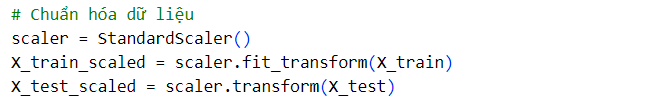 # Chuẩn hóa dữ liệu
scaler = StandardScaler()
X_train_scaled = scaler.fit_transform(X_train)
X_test_scaled = scaler.transform(X_test)